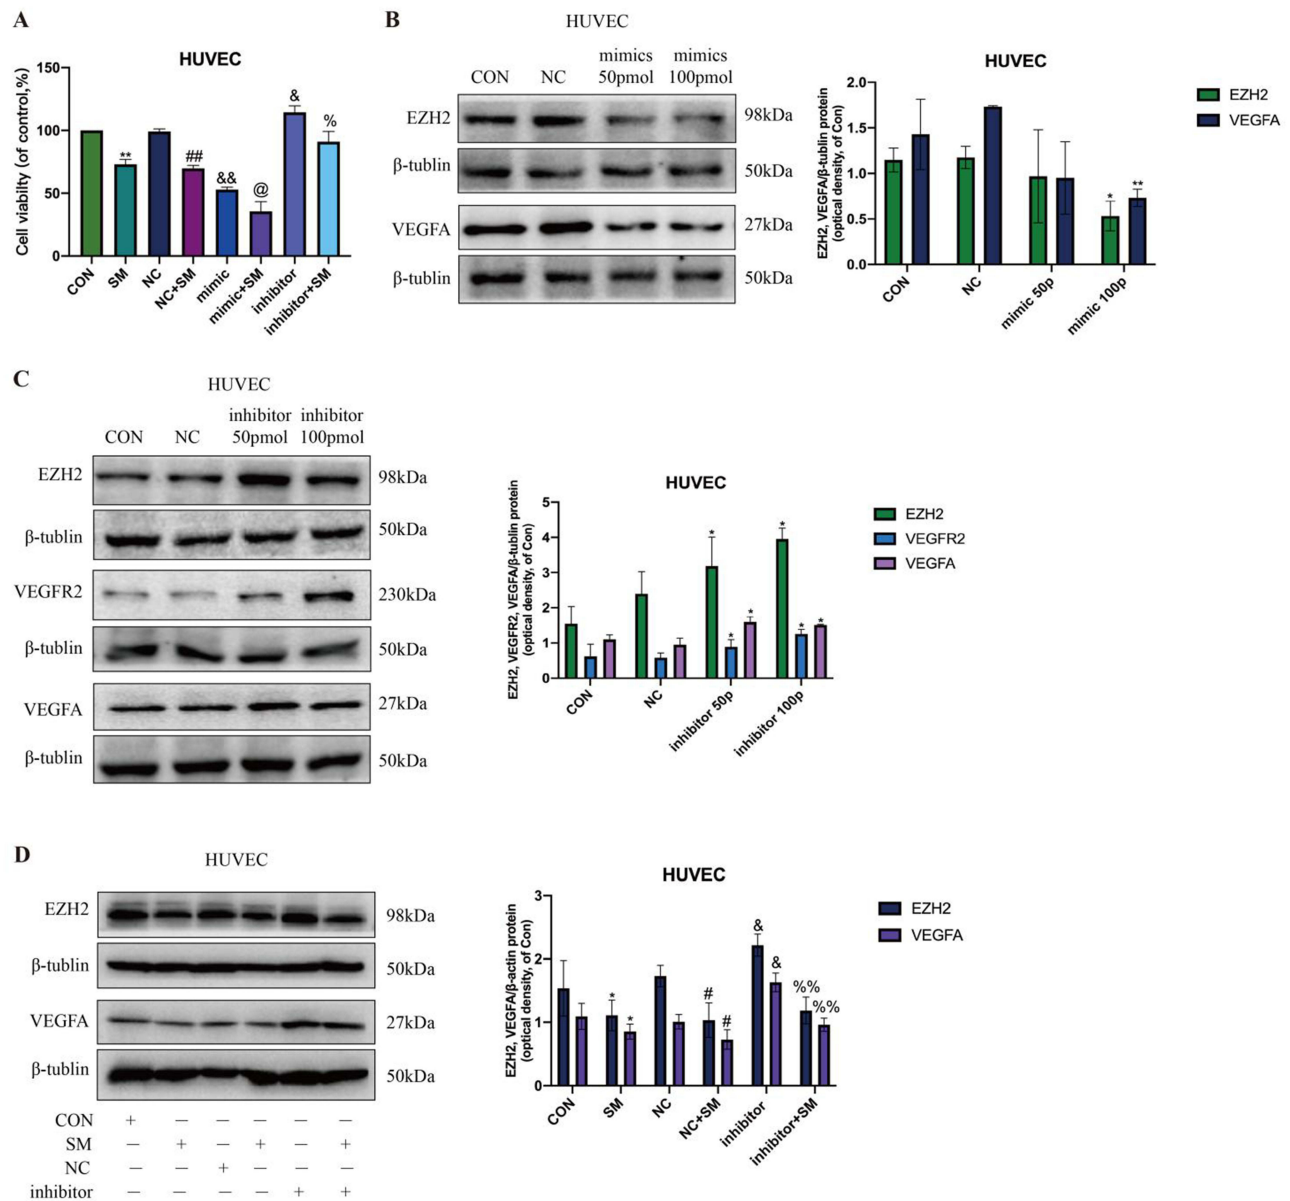 A
HUVEC
Cell viability (of control,%)
150
100
50
0
**
##
&&
@
&
%
CON
SM
NC
NC+SM
mimic
mimic+SM
inhibitor
inhibitor+SM
B
HUVEC
CON
NC
mimics
50pmol
mimics
100pmol
EZH2
98kDa
β-tublin
50kDa
VEGFA
27kDa
β-tublin
50kDa
HUVEC
EZH2, VEGFA/β-tublin protein
(optical density, of Con)
2.0
1.5
1.0
0.5
0.0
*
**
CON
NC
mimic 50p
mimic 100p
EZH2
VEGFA
C
HUVEC
CON
NC
inhibitor
50pmol
inhibitor
100pmol
EZH2
98kDa
β-tublin
50kDa
VEGFR2
230kDa
β-tublin
50kDa
VEGFA
27kDa
β-tublin
50kDa
HUVEC
EZH2, VEGFR2, VEGFA/β-tublin protein
(optical density, of Con)
5
4
3
2
1
0
*
*
*
*
*
*
CON
NC
inhibitor 50p
inhibitor 100p
EZH2
VEGFR2
VEGFA
D
HUVEC
EZH2
98kDa
β-tublin
50kDa
VEGFA
27kDa
β-tublin
50kDa
CON + — — — — —
SM — + — + — +
NC — — + — — —
inhibitor — — — — + +
HUVEC
EZH2, VEGFA/β-actin protein
(optical density, of Con)
3
2
1
0
*
*
#
#
&
&
%%
%%
CON
SM
NC
NC+SM
inhibitor
inhibitor+SM
EZH2
VEGFA